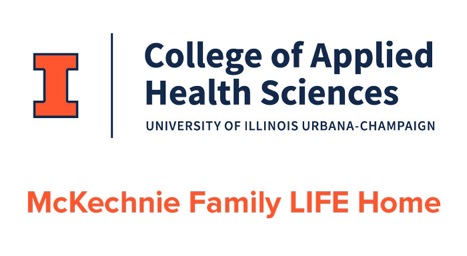 College of Applied
Health Sciences
UNIVERSITY OF ILLINOIS URBANA-CHAMPAIGN
McKechnie Family LIFE Home